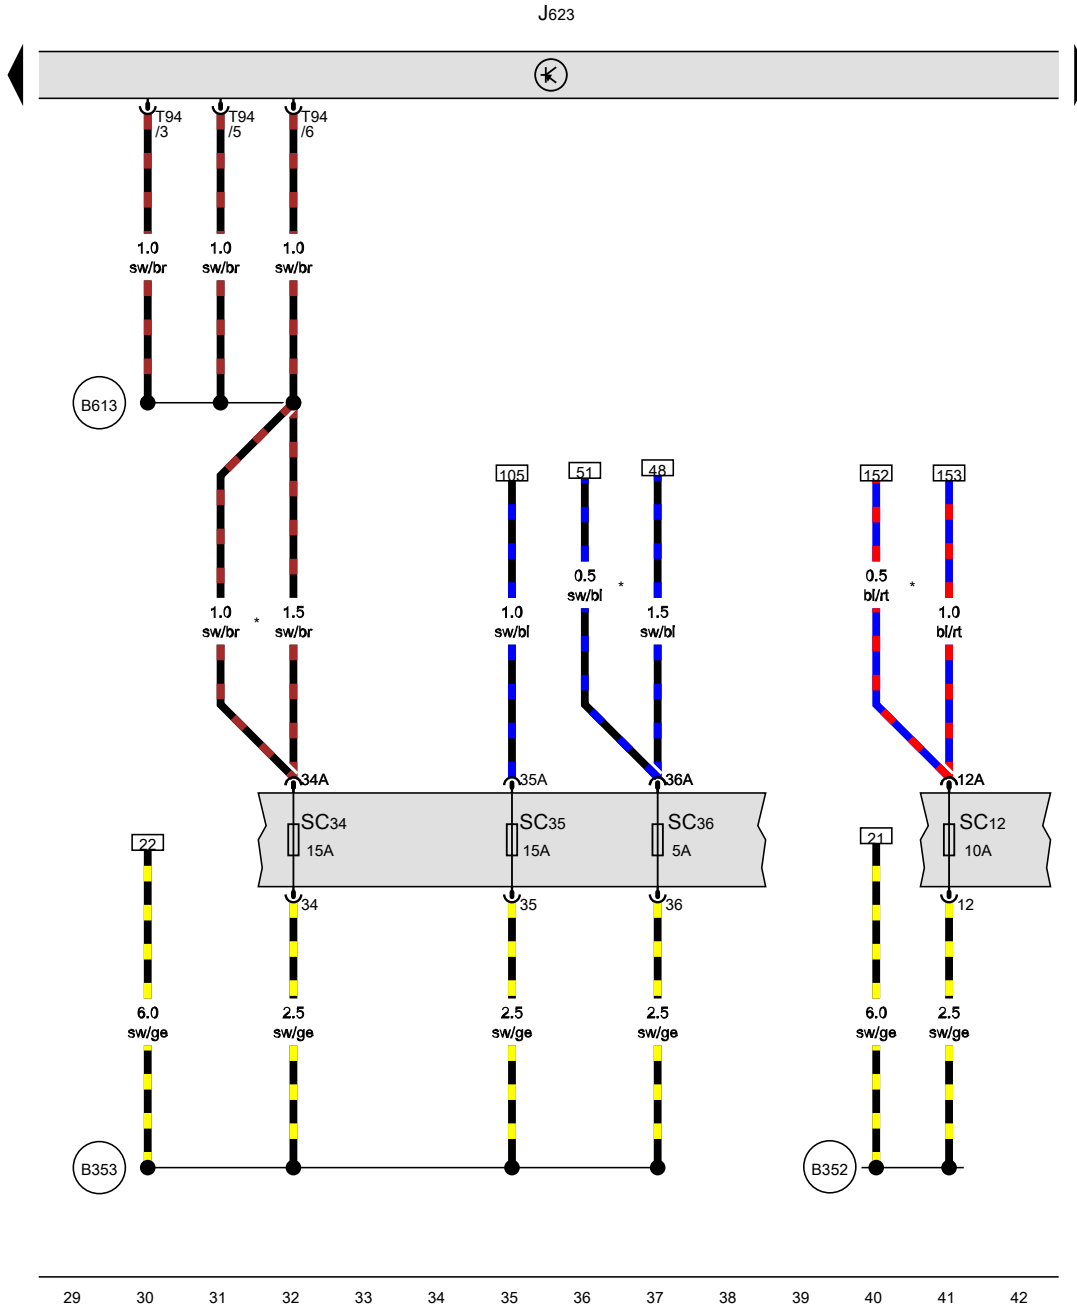 J623
T94 T94 T94
/3 /5 /6
1.0 1.0 1.0
sw/br sw/br sw/br
B613
105 51 48 152 153
0.5 * 0.5 *
sw/bl bl/rt
1.0 * 1.5 1.0 1.5 1.0
sw/br sw/br sw/bl sw/bl bl/rt
34A 35A 36A 12A
SC34 SC35 SC36 SC12
22 21
15A 15A 5A 10A
34 35 36 12
6.0 2.5 2.5 2.5 6.0 2.5
sw/ge sw/ge sw/ge sw/ge sw/ge sw/ge
B353 B352
29 30 31 32 33 34 35 36 37 38 39 40 41 42